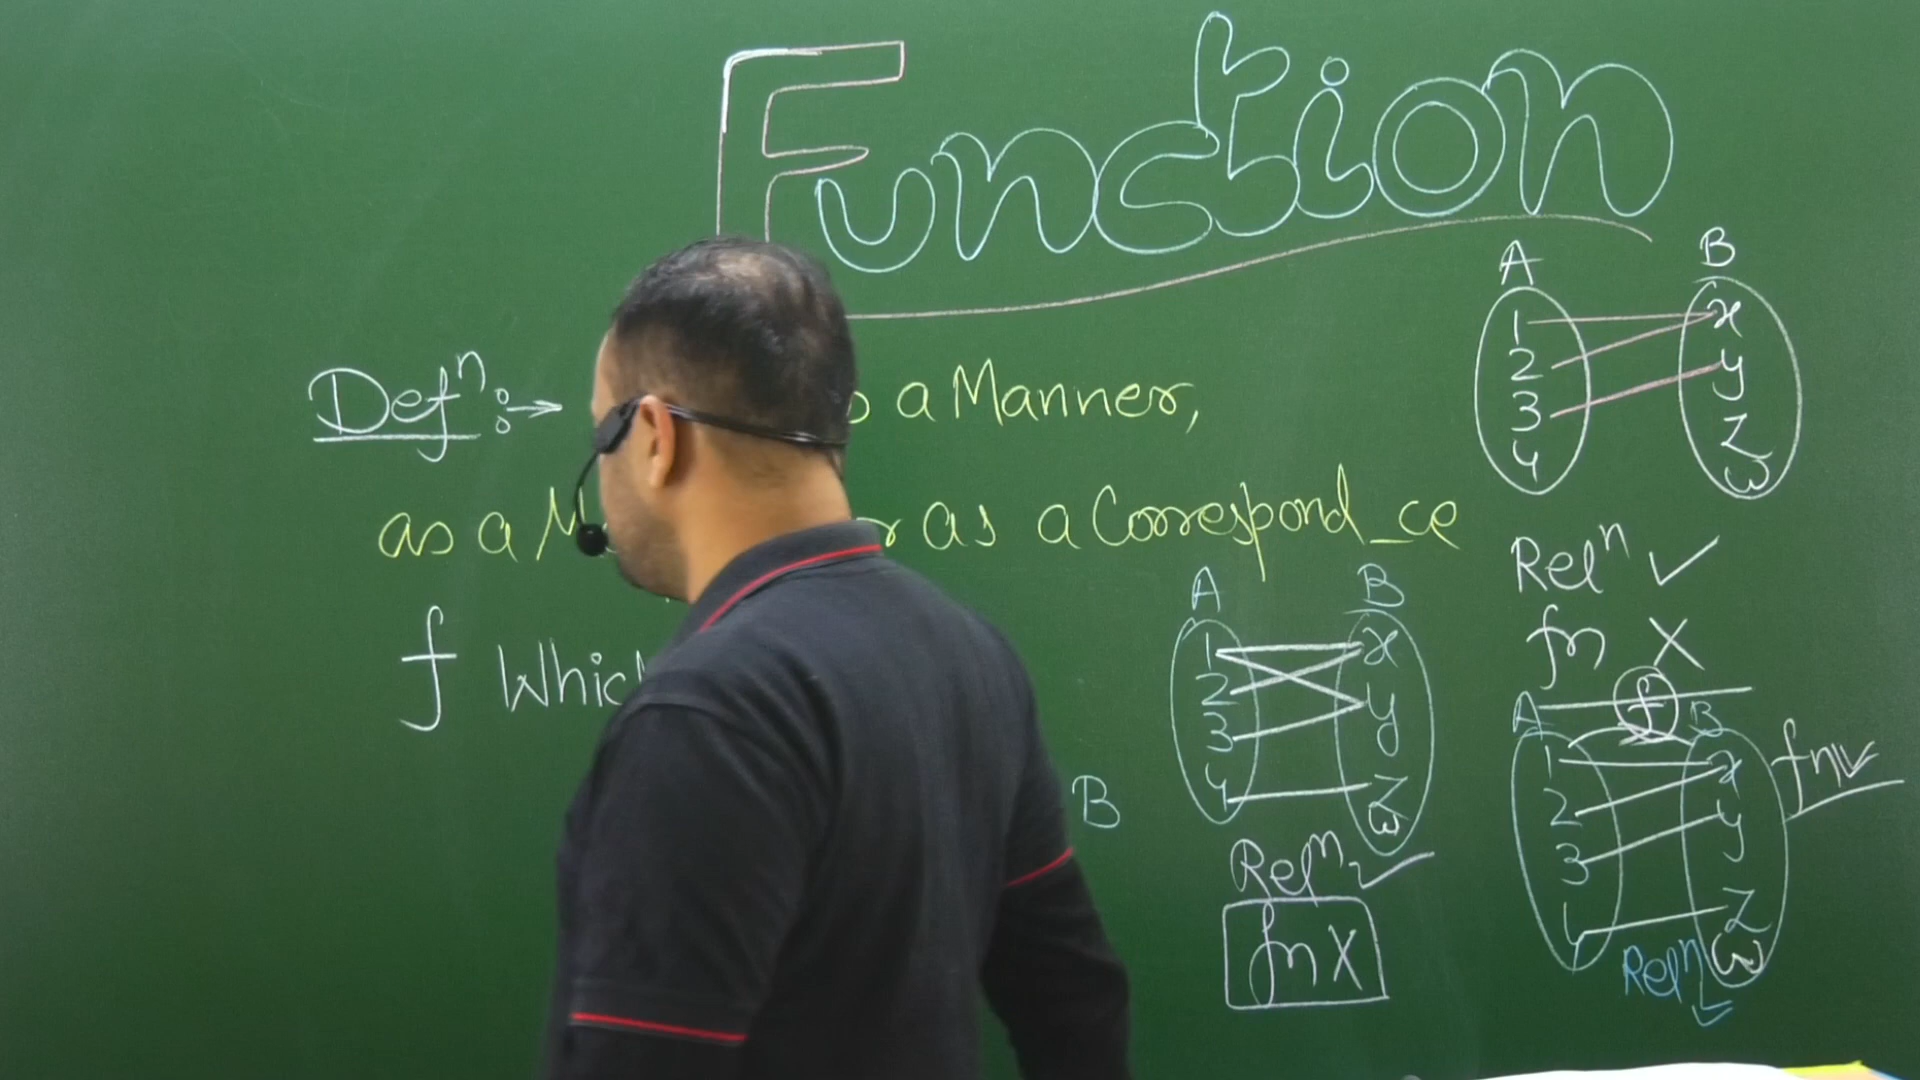 Function
Defⁿ :→ a Manner,
as a as a Correspond_ce
f
B
A B
1 x
2 y
3 z
4 w
Relⁿ ✓
fn X
A B
1 x
2 y
3 z
4 w
Relⁿ ✓
fn X
f
A B
1 x
2 y
3 z
4 w
fn ✓
Relⁿ ✓